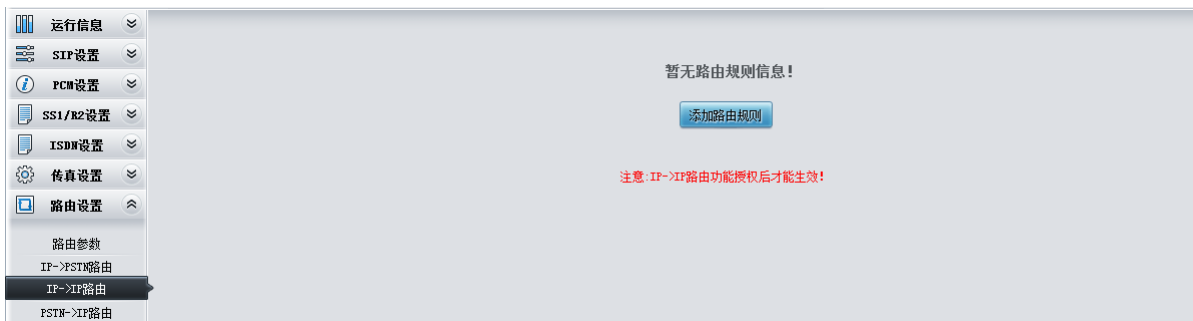 运行信息
SIP设置
PCM设置
SS1/R2设置
ISDN设置
传真设置
路由设置
路由参数
IP->PSTN路由
IP->IP路由
PSTN->IP路由
暂无路由规则信息!
添加路由规则
注意:IP->IP路由功能授权后才能生效!